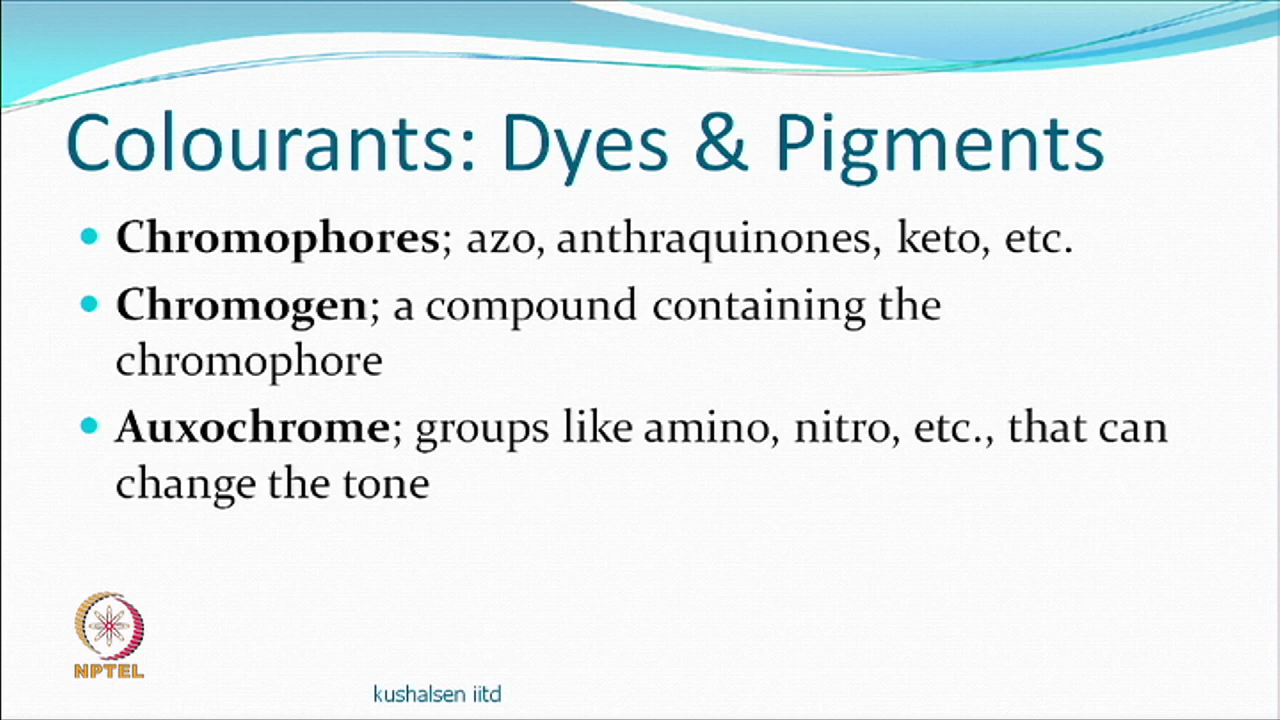 Colourants: Dyes & Pigments
Chromophores; azo, anthraquinones, keto, etc.
Chromogen; a compound containing the
chromophore
Auxochrome; groups like amino, nitro, etc., that can
change the tone
NPTEL
kushalsen iitd